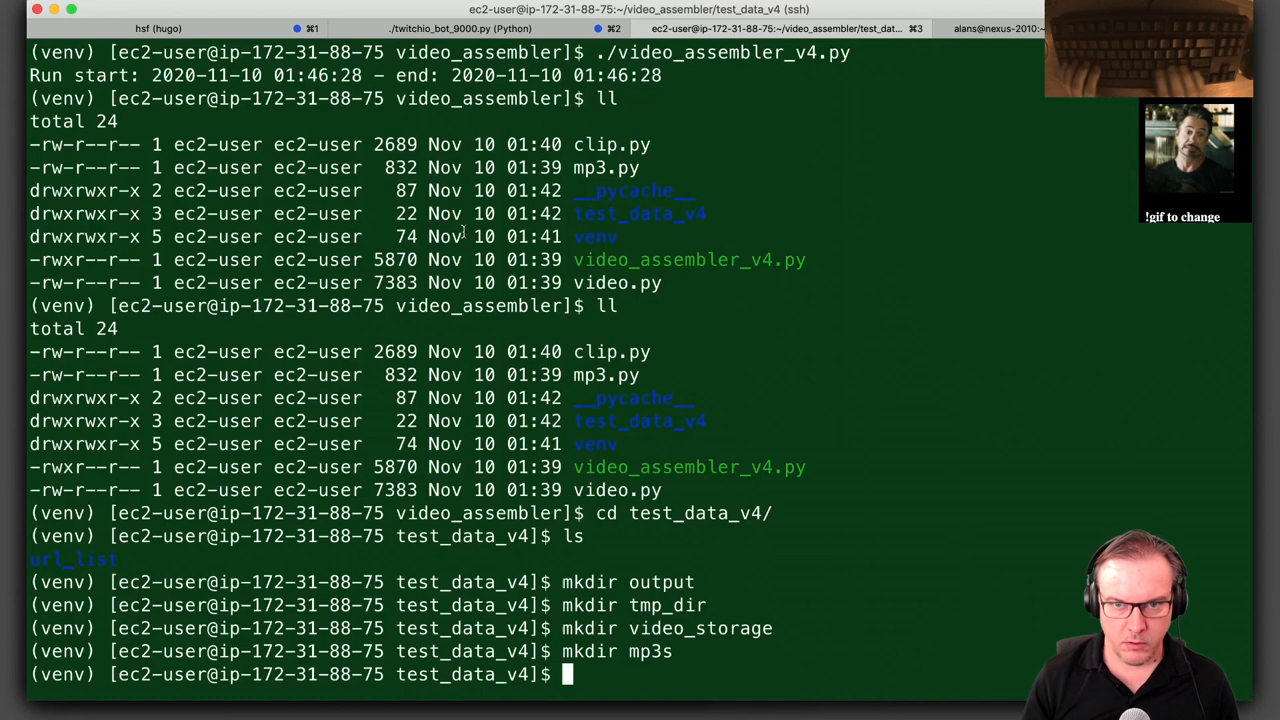 ec2-user@ip-172-31-88-75:~/video_assembler/test_data_v4 (ssh)
hsf (hugo) ⌘1 ./twitchio_bot_9000.py (Python) ⌘2 ec2-user@ip-172-31-88-75:~/video_assembler/test_dat... ⌘3 alans@nexus-2010:~
(venv) [ec2-user@ip-172-31-88-75 video_assembler]$ ./video_assembler_v4.py
Run start: 2020-11-10 01:46:28 - end: 2020-11-10 01:46:28
(venv) [ec2-user@ip-172-31-88-75 video_assembler]$ ll
total 24
-rw-r--r-- 1 ec2-user ec2-user 2689 Nov 10 01:40 clip.py
-rw-r--r-- 1 ec2-user ec2-user 832 Nov 10 01:39 mp3.py
drwxrwxr-x 2 ec2-user ec2-user 87 Nov 10 01:42 __pycache__
drwxrwxr-x 3 ec2-user ec2-user 22 Nov 10 01:42 test_data_v4
drwxrwxr-x 5 ec2-user ec2-user 74 Nov 10 01:41 venv
-rwxr--r-- 1 ec2-user ec2-user 5870 Nov 10 01:39 video_assembler_v4.py
-rw-r--r-- 1 ec2-user ec2-user 7383 Nov 10 01:39 video.py
(venv) [ec2-user@ip-172-31-88-75 video_assembler]$ ll
total 24
-rw-r--r-- 1 ec2-user ec2-user 2689 Nov 10 01:40 clip.py
-rw-r--r-- 1 ec2-user ec2-user 832 Nov 10 01:39 mp3.py
drwxrwxr-x 2 ec2-user ec2-user 87 Nov 10 01:42 __pycache__
drwxrwxr-x 3 ec2-user ec2-user 22 Nov 10 01:42 test_data_v4
drwxrwxr-x 5 ec2-user ec2-user 74 Nov 10 01:41 venv
-rwxr--r-- 1 ec2-user ec2-user 5870 Nov 10 01:39 video_assembler_v4.py
-rw-r--r-- 1 ec2-user ec2-user 7383 Nov 10 01:39 video.py
(venv) [ec2-user@ip-172-31-88-75 video_assembler]$ cd test_data_v4/
(venv) [ec2-user@ip-172-31-88-75 test_data_v4]$ ls
url_list
(venv) [ec2-user@ip-172-31-88-75 test_data_v4]$ mkdir output
(venv) [ec2-user@ip-172-31-88-75 test_data_v4]$ mkdir tmp_dir
(venv) [ec2-user@ip-172-31-88-75 test_data_v4]$ mkdir video_storage
(venv) [ec2-user@ip-172-31-88-75 test_data_v4]$ mkdir mp3s
(venv) [ec2-user@ip-172-31-88-75 test_data_v4]$
!gif to change